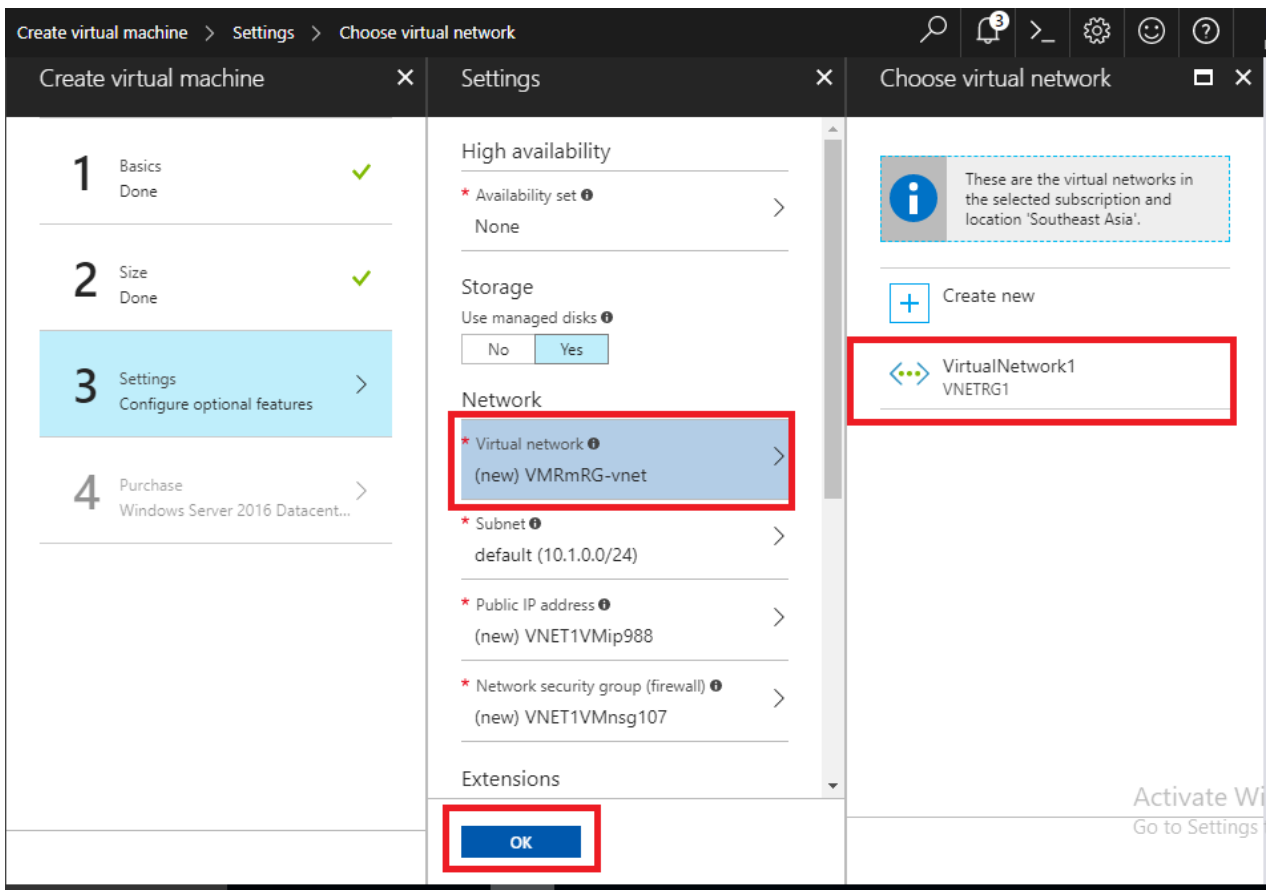 Create virtual machine > Settings > Choose virtual network
3
Create virtual machine
1
Basics
Done
2
Size
Done
3
Settings
Configure optional features
4
Purchase
Windows Server 2016 Datacent...
Settings
High availability
* Availability set
None
Storage
Use managed disks
No Yes
Network
* Virtual network
(new) VMRmRG-vnet
* Subnet
default (10.1.0.0/24)
* Public IP address
(new) VNET1VMip988
* Network security group (firewall)
(new) VNET1VMnsg107
Extensions
OK
Choose virtual network
These are the virtual networks in
the selected subscription and
location 'Southeast Asia'.
Create new
VirtualNetwork1
VNETRG1
Activate Wi
Go to Settings